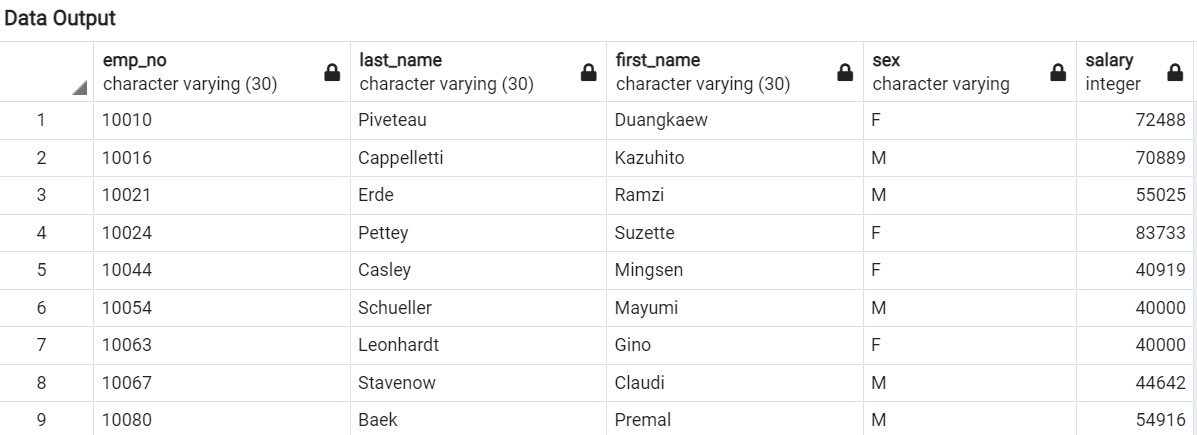 Data Output
emp_no last_name first_name sex salary
character varying (30) character varying (30) character varying (30) character varying integer
1 10010 Piveteau Duangkaew F 72488
2 10016 Cappelletti Kazuhito M 70889
3 10021 Erde Ramzi M 55025
4 10024 Pettey Suzette F 83733
5 10044 Casley Mingsen F 40919
6 10054 Schueller Mayumi M 40000
7 10063 Leonhardt Gino F 40000
8 10067 Stavenow Claudi M 44642
9 10080 Baek Premal M 54916